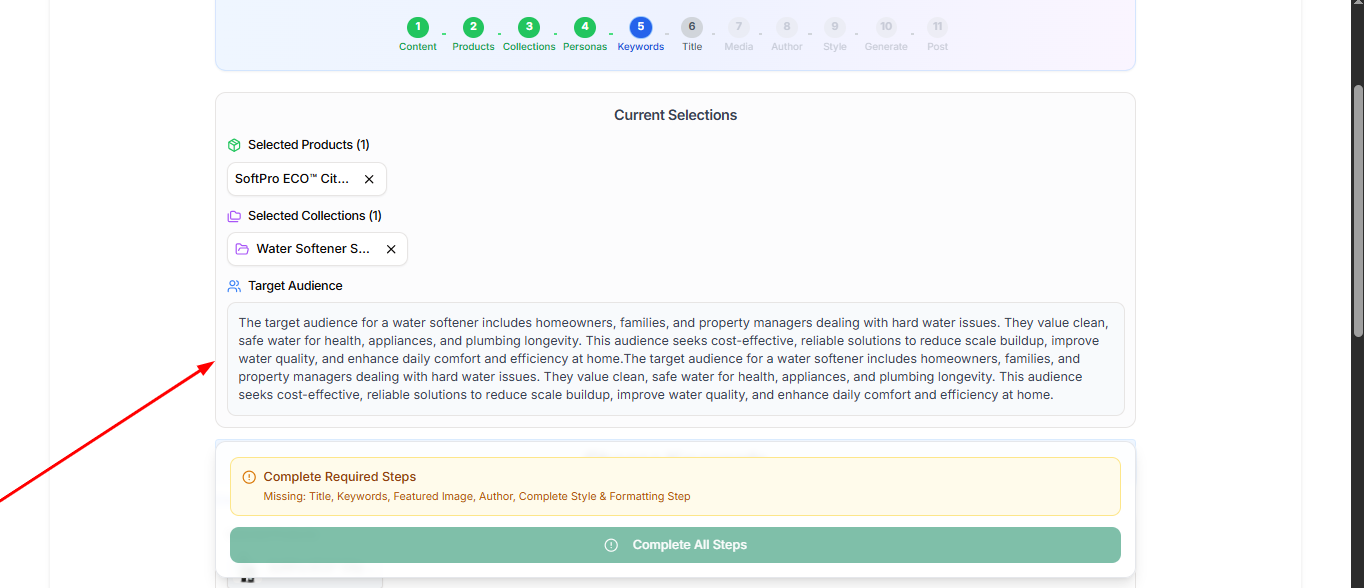 1 2 3 4 5 6 7 8 9 10 11
Content Products Collections Personas Keywords Title Media Author Style Generate Post
Current Selections
Selected Products (1)
SoftPro ECO™ Cit...
Selected Collections (1)
Water Softener S...
Target Audience
The target audience for a water softener includes homeowners, families, and property managers dealing with hard water issues. They value clean,
safe water for health, appliances, and plumbing longevity. This audience seeks cost-effective, reliable solutions to reduce scale buildup, improve
water quality, and enhance daily comfort and efficiency at home.The target audience for a water softener includes homeowners, families, and
property managers dealing with hard water issues. They value clean, safe water for health, appliances, and plumbing longevity. This audience
seeks cost-effective, reliable solutions to reduce scale buildup, improve water quality, and enhance daily comfort and efficiency at home.
Complete Required Steps
Missing: Title, Keywords, Featured Image, Author, Complete Style & Formatting Step
Complete All Steps